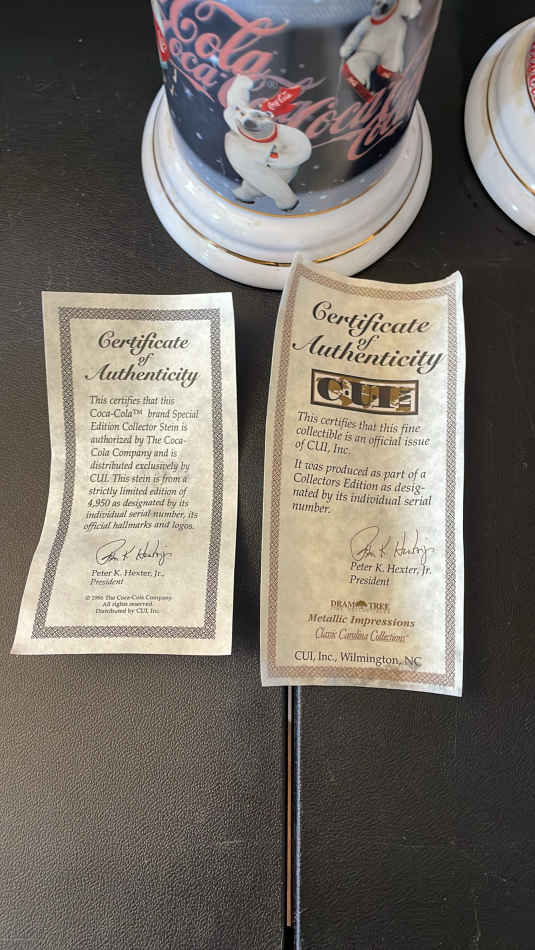 Cola
Coca
Coca-Cola
Certificate
of
Authenticity
This certifies that this
Coca-Cola™ brand Special
Edition Collector Stein is
authorized by The Coca-
Cola Company and is
distributed exclusively by
CUI. This stein is from a
strictly limited edition of
4,950 as designated by its
individual serial number, its
official hallmarks and logos.
Peter K. Hexter, Jr.,
President
© 1996 The Coca-Cola Company.
All rights reserved.
Distributed by CUI, Inc.
Certificate
of
Authenticity
CUI
This certifies that this fine
collectible is an official issue
of CUI, Inc.
It was produced as part of a
Collectors Edition as desig-
nated by its individual serial
number.
Peter K. Hexter, Jr.
President
DRAM TREE
Metallic Impressions
Classic Carolina Collections
CUI, Inc., Wilmington, NC